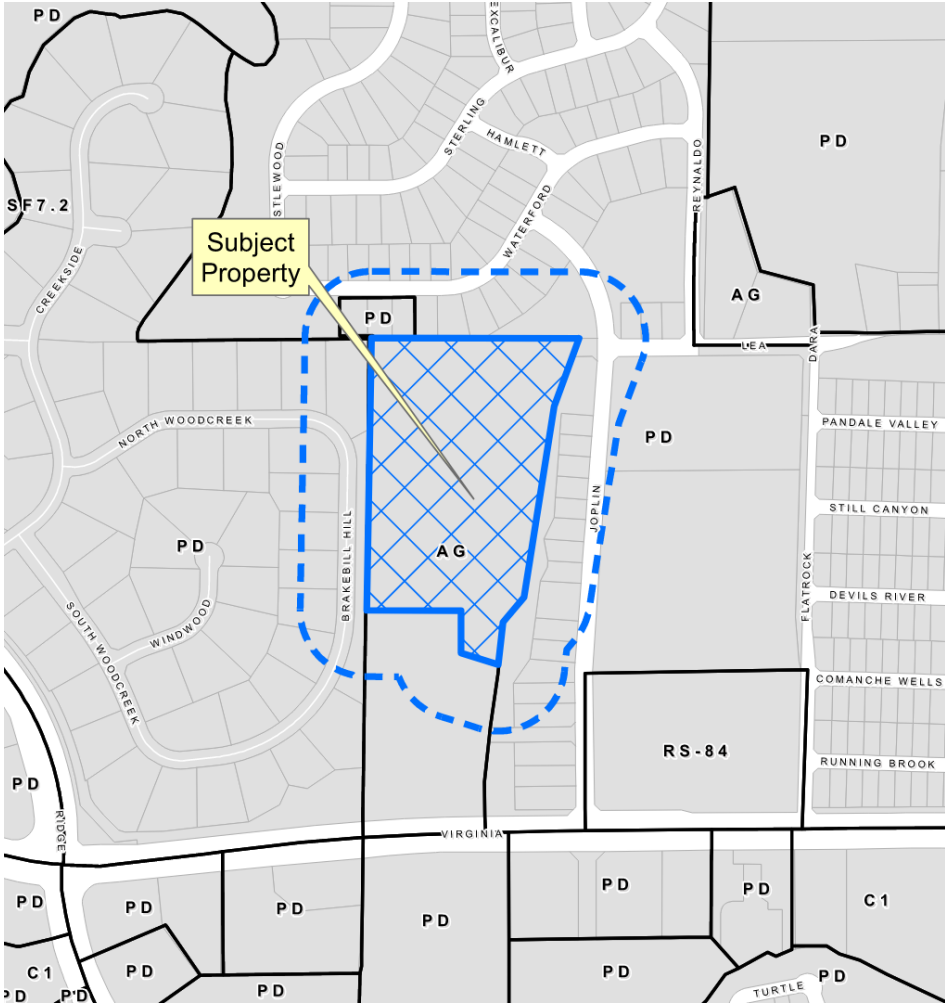 PD
EXCALIBUR
STERLING
HAMLETT
STLEWOOD
REYNALDO
PD
SF7.2
WATERFORD
Subject
Property
CREEKSIDE
AG
PD
LEA
DARA
NORTH WOODCREEK
PD
PANDALE VALLEY
JOPLIN
STILL CANYON
BRAKEBILL HILL
PD
AG
FLATROCK
DEVILS RIVER
SOUTH WOODCREEK
WINDWOOD
COMANCHE WELLS
RS-84
RUNNING BROOK
PD
RIDGE
VIRGINIA
PD
PD
PD
PD
PD
PD
PD
C1
C1
PD
PD
PD
PD
PD
PD
TURTLE